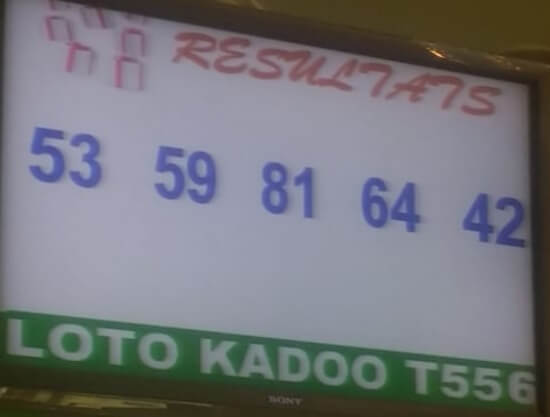 RESULTATS
53 59 81 64 42
LOTO KADOO T556
SONY